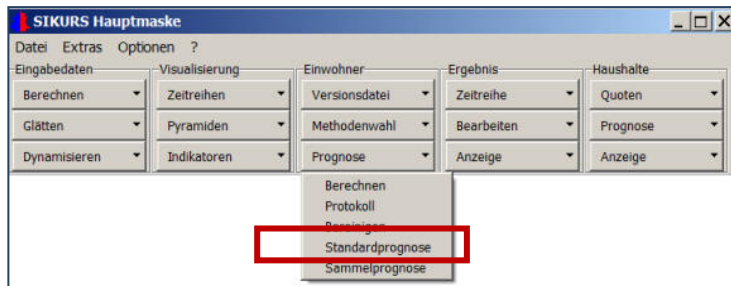 SIKURS Hauptmaske
Datei Extras Optionen ?
Eingabedaten Visualisierung Einwohner Ergebnis Haushalte
Berechnen Zeitreihen Versionsdatei Zeitreihe Quoten
Glätten Pyramiden Methodenwahl Bearbeiten Prognose
Dynamisieren Indikatoren Prognose Anzeige Anzeige
Berechnen
Protokoll
Bereinigen
Standardprognose
Sammelprognose